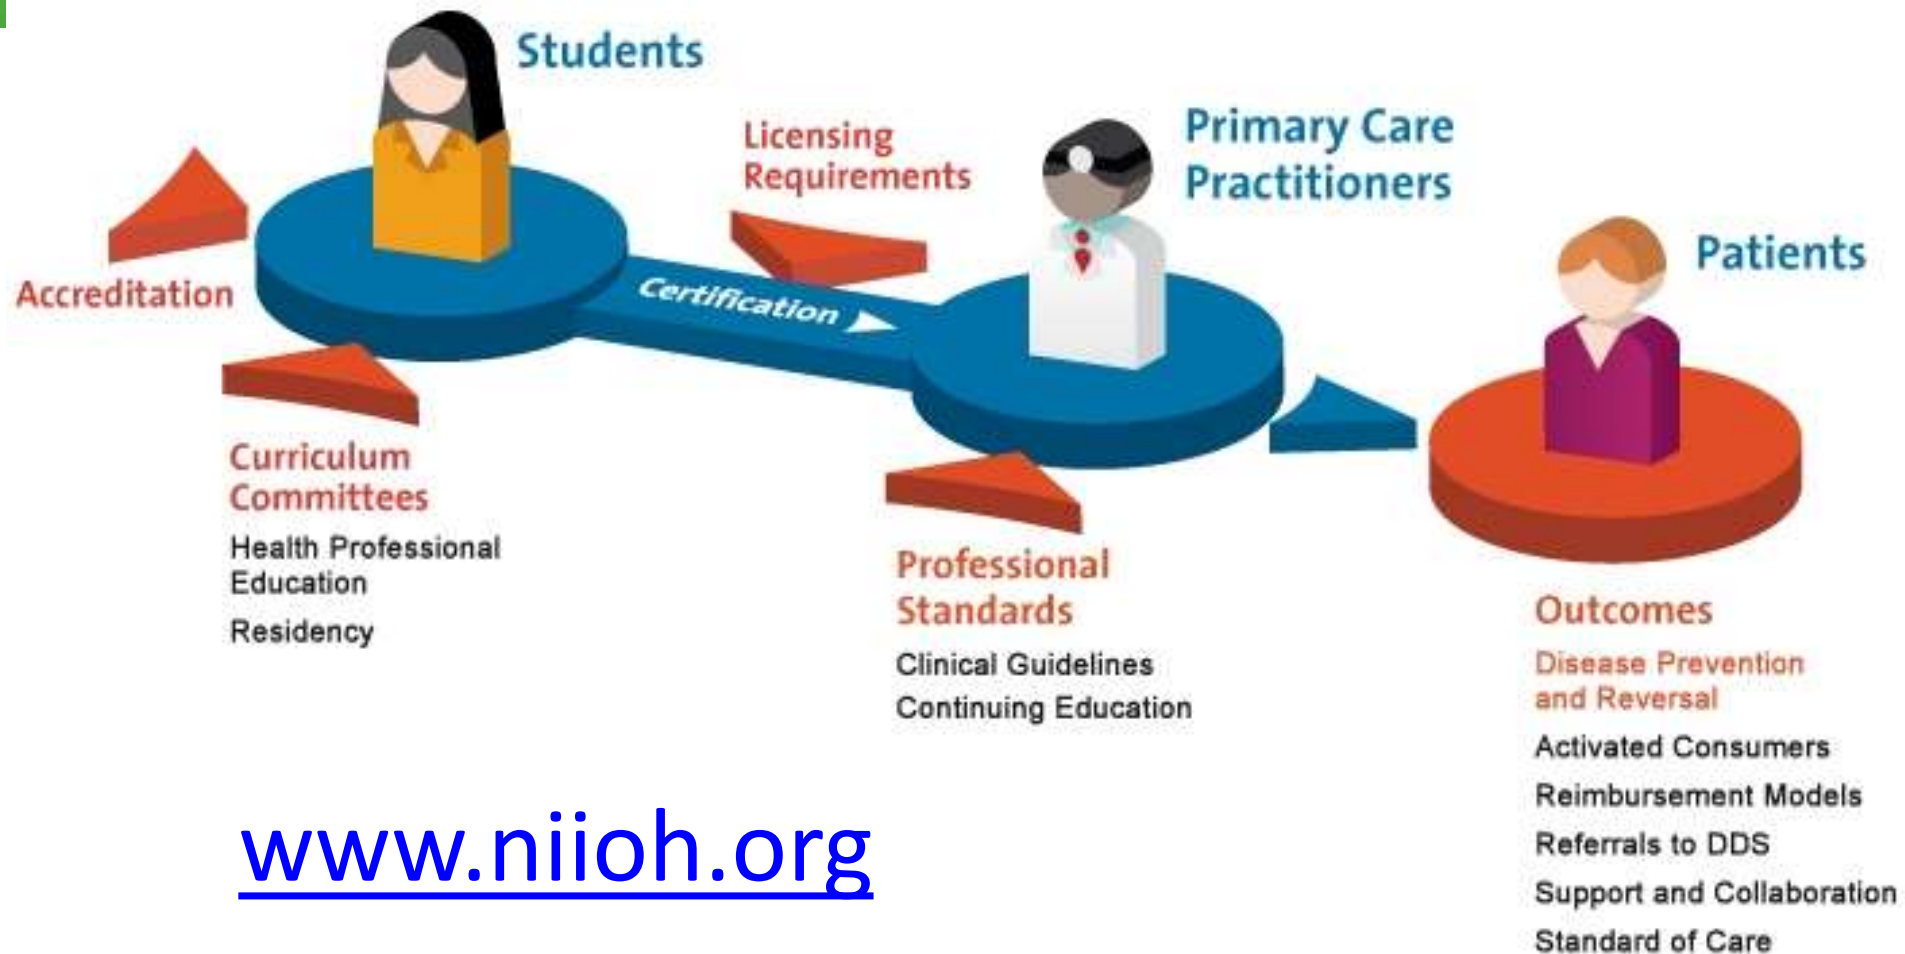 Students
Licensing
Requirements
Primary Care
Practitioners
Patients
Accreditation
Certification
Curriculum
Committees
Health Professional
Education
Residency
Professional
Standards
Clinical Guidelines
Continuing Education
Outcomes
Disease Prevention
and Reversal
Activated Consumers
Reimbursement Models
Referrals to DDS
Support and Collaboration
Standard of Care
www.niioh.org